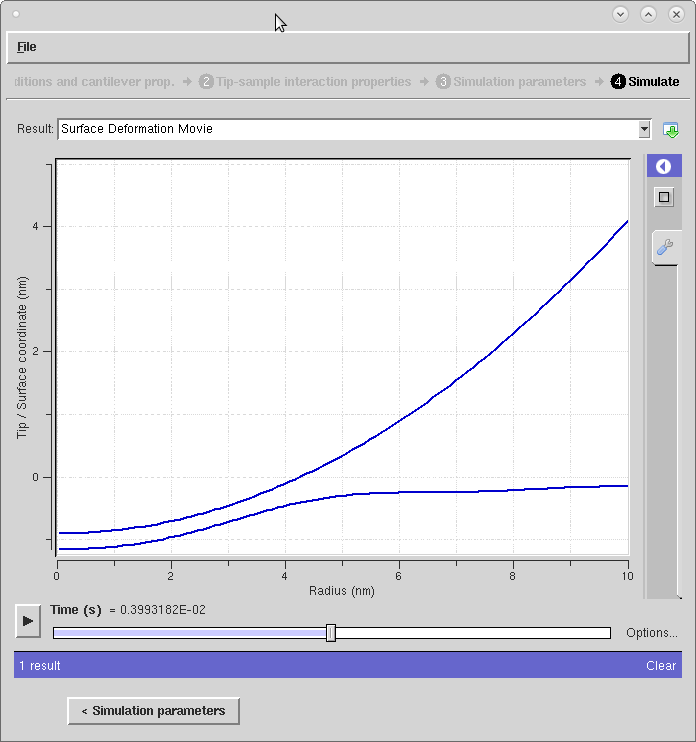 File
ditions and cantilever prop. → 2 Tip-sample interaction properties → 3 Simulation parameters → 4 Simulate
Result: Surface Deformation Movie
Tip / Surface coordinate (nm)
4
2
0
0 2 4 6 8 10
Radius (nm)
Time (s) = 0.3993182E-02
Options...
1 result Clear
< Simulation parameters